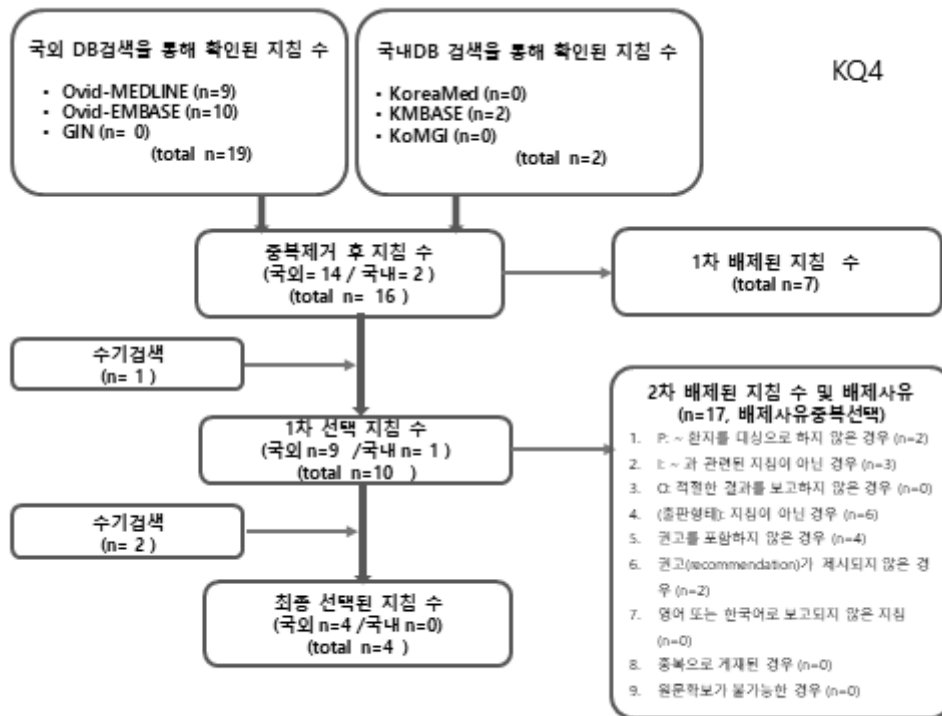 국외 DB검색을 통해 확인된 지침 수
• Ovid-MEDLINE (n=9)
• Ovid-EMBASE (n=10)
• GIN (n= 0)
(total n=19)
국내DB 검색을 통해 확인된 지침 수
• KoreaMed (n=0)
• KMBASE (n=2)
• KoMGI (n=0)
(total n=2)
KQ4
중복제거 후 지침 수
(국외= 14 / 국내= 2)
(total n= 16 )
1차 배제된 지침 수
(total n=7)
수기검색
(n= 1 )
1차 선택 지침 수
(국외 n=9 /국내 n= 1 )
(total n=10 )
2차 배제된 지침 수 및 배제사유
(n=17, 배제사유중복선택)
1. P: ~ 환자를 대상으로 하지 않은 경우 (n=2)
2. I: ~ 과 관련된 지침이 아닌 경우 (n=3)
3. O: 적절한 결과를 보고하지 않은 경우 (n=0)
4. (출판형태): 지침이 아닌 경우 (n=6)
5. 권고를 포함하지 않은 경우 (n=4)
6. 권고(recommendation)가 제시되지 않은 경
우 (n=2)
7. 영어 또는 한국어로 보고되지 않은 지침
(n=0)
8. 중복으로 게재된 경우 (n=0)
9. 원문확보가 불가능한 경우 (n=0)
수기검색
(n= 2 )
최종 선택된 지침 수
(국외 n=4 /국내 n=0)
(total n=4 )